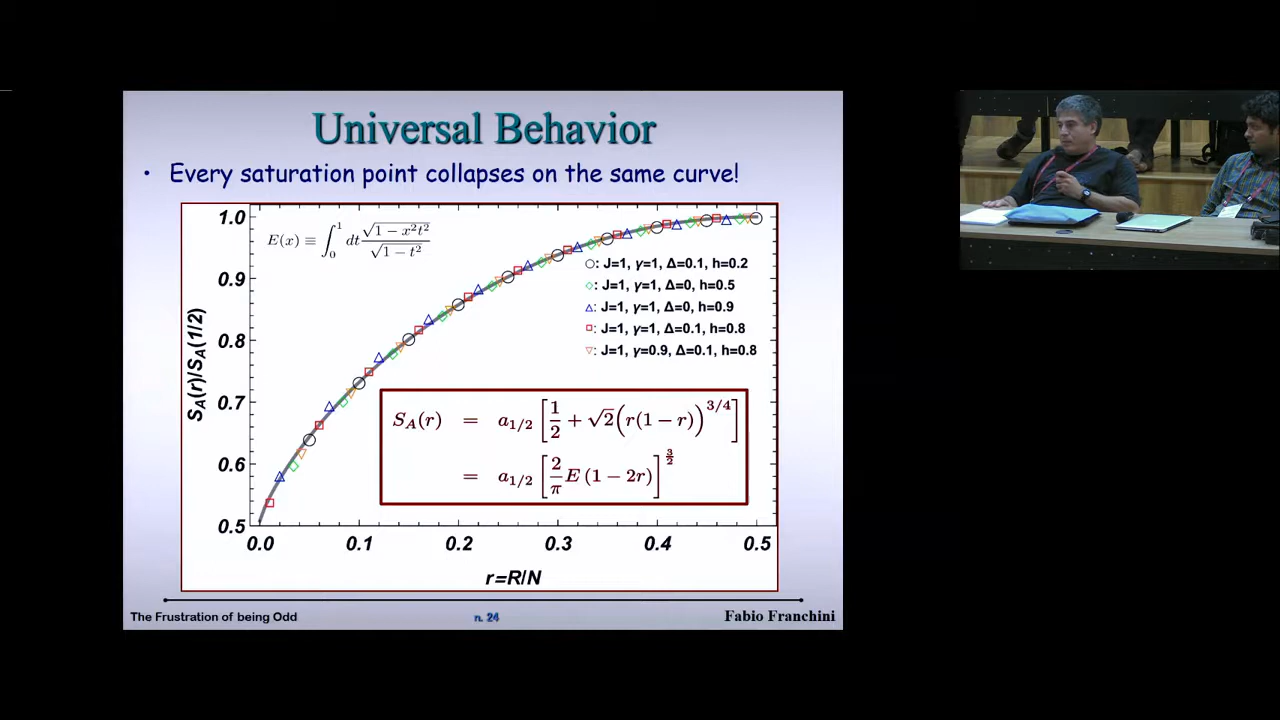 Universal Behavior
• Every saturation point collapses on the same curve!
E(x) ≡ ∫₀¹ dt √(1 − x²t²) / √(1 − t²)
○: J=1, γ=1, Δ=0.1, h=0.2
◇: J=1, γ=1, Δ=0, h=0.5
△: J=1, γ=1, Δ=0, h=0.9
□: J=1, γ=1, Δ=0.1, h=0.8
▽: J=1, γ=0.9, Δ=0.1, h=0.8
S_A(r) = a_{1/2} [1/2 + √2 (r(1 − r))^{3/4}]
= a_{1/2} [2/π E (1 − 2r)]^{3/2}
S_A(r)/S_A(1/2)
1.0
0.9
0.8
0.7
0.6
0.5
0.0 0.1 0.2 0.3 0.4 0.5
r=R/N
The Frustration of being Odd n. 24 Fabio Franchini